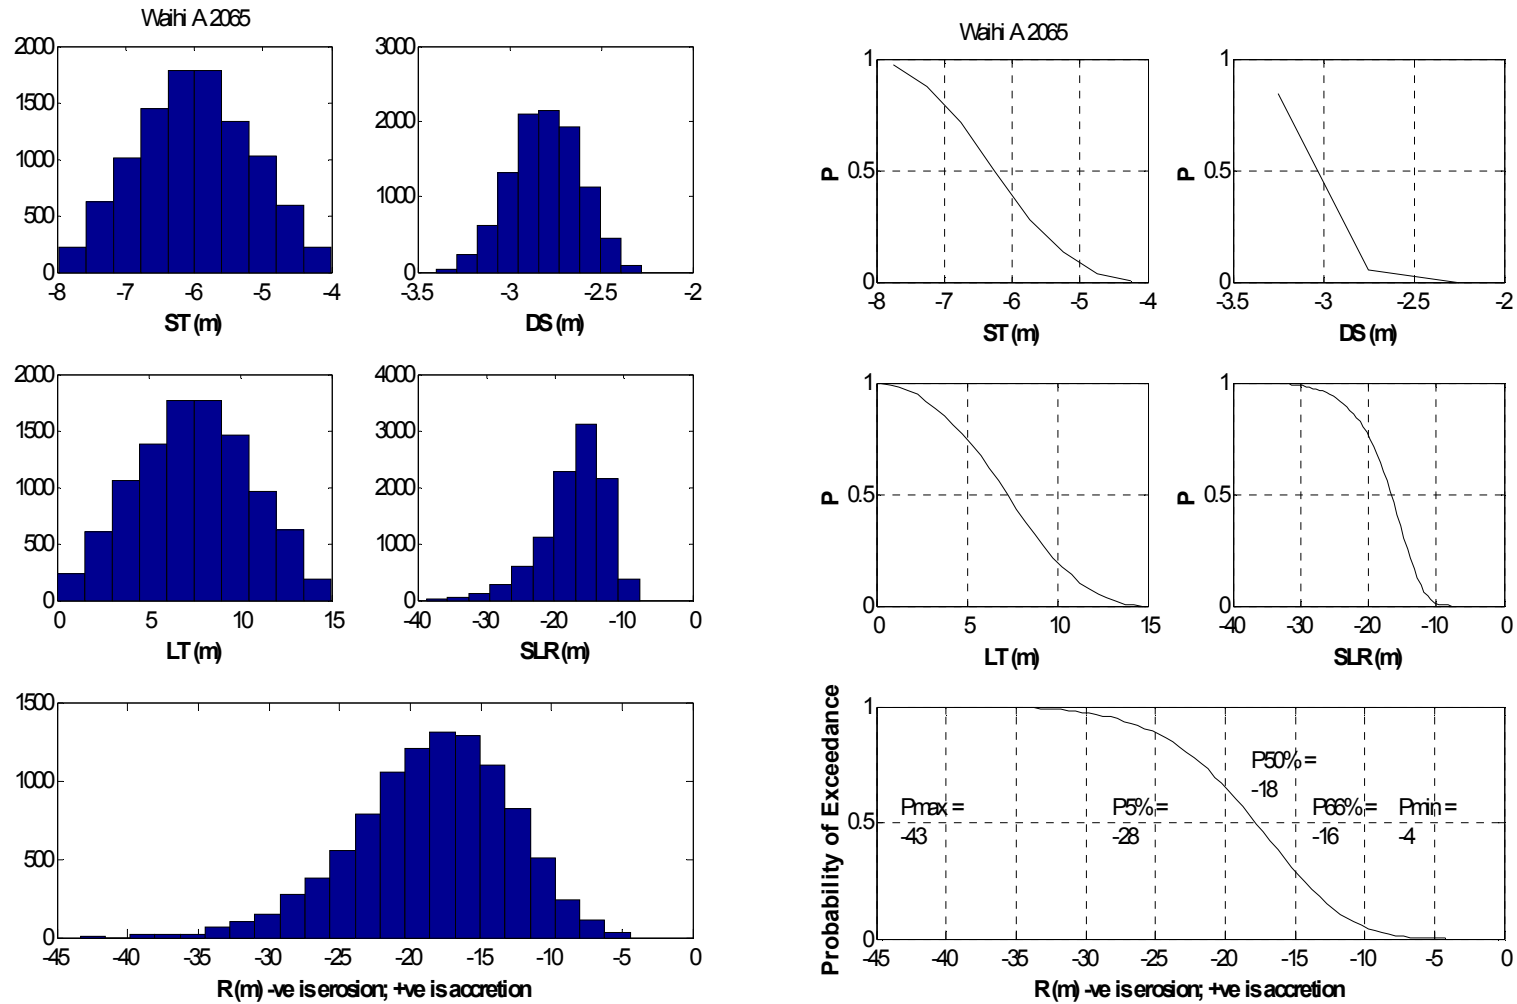 Waihi A 2065
2000
1500
1000
500
0
-8 -7 -6 -5 -4
ST (m)
3000
2000
1000
0
-3.5 -3 -2.5 -2
DS (m)
2000
1500
1000
500
0
0 5 10 15
LT (m)
4000
3000
2000
1000
0
-40 -30 -20 -10 0
SLR (m)
1500
1000
500
0
-45 -40 -35 -30 -25 -20 -15 -10 -5 0
R (m) -ve is erosion; +ve is accretion
Waihi A 2065
1
0.5
0
P
-8 -7 -6 -5 -4
ST (m)
1
0.5
0
P
-3.5 -3 -2.5 -2
DS (m)
1
0.5
0
P
0 5 10 15
LT (m)
1
0.5
0
P
-40 -30 -20 -10 0
SLR (m)
Probability of Exceedance
1
0.5
0
Pmax =
-43
P5% =
-28
P50% =
-18
P66% =
-16
Pmin =
-4
-45 -40 -35 -30 -25 -20 -15 -10 -5 0
R (m) -ve is erosion; +ve is accretion